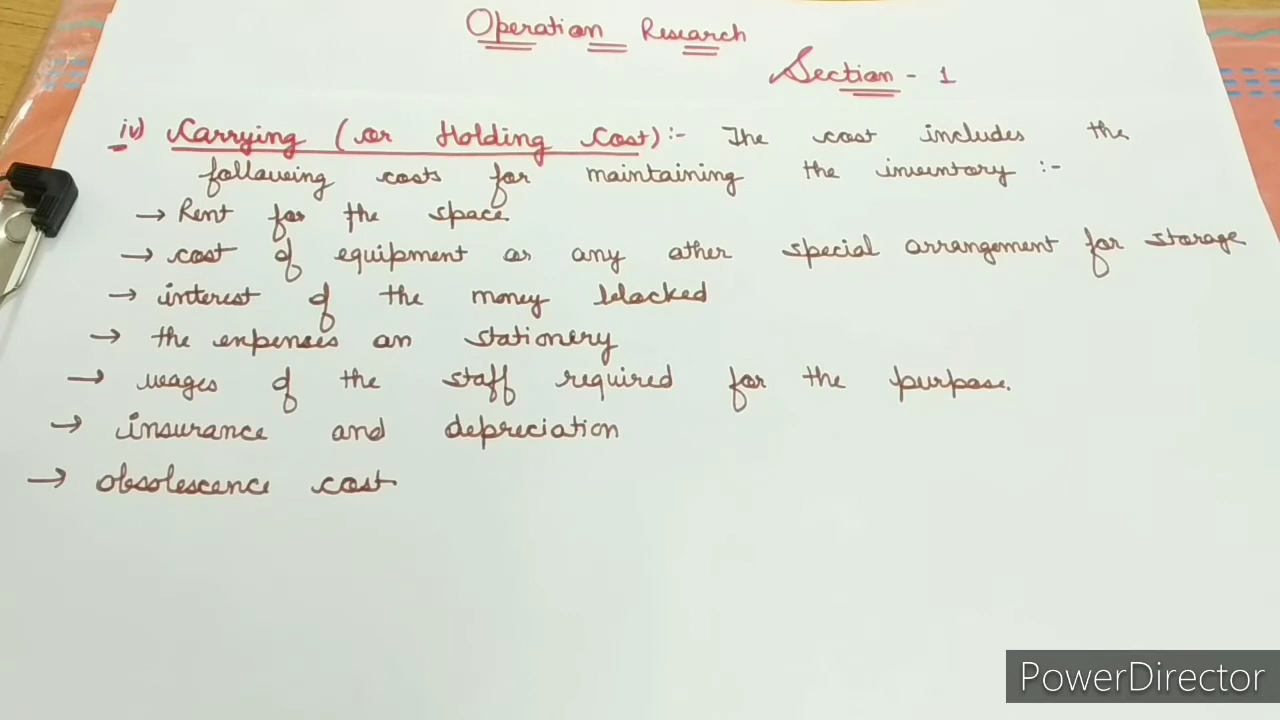 Operation Research
Section - 1
iv) Carrying (or Holding Cost) :- The cost includes the
following costs for maintaining the inventory :-
→ Rent for the space
→ cost of equipment or any other special arrangement for storage
→ interest of the money blocked
→ the expenses on stationery
→ wages of the staff required for the purpose.
→ insurance and depreciation
→ obsolescence cost
PowerDirector